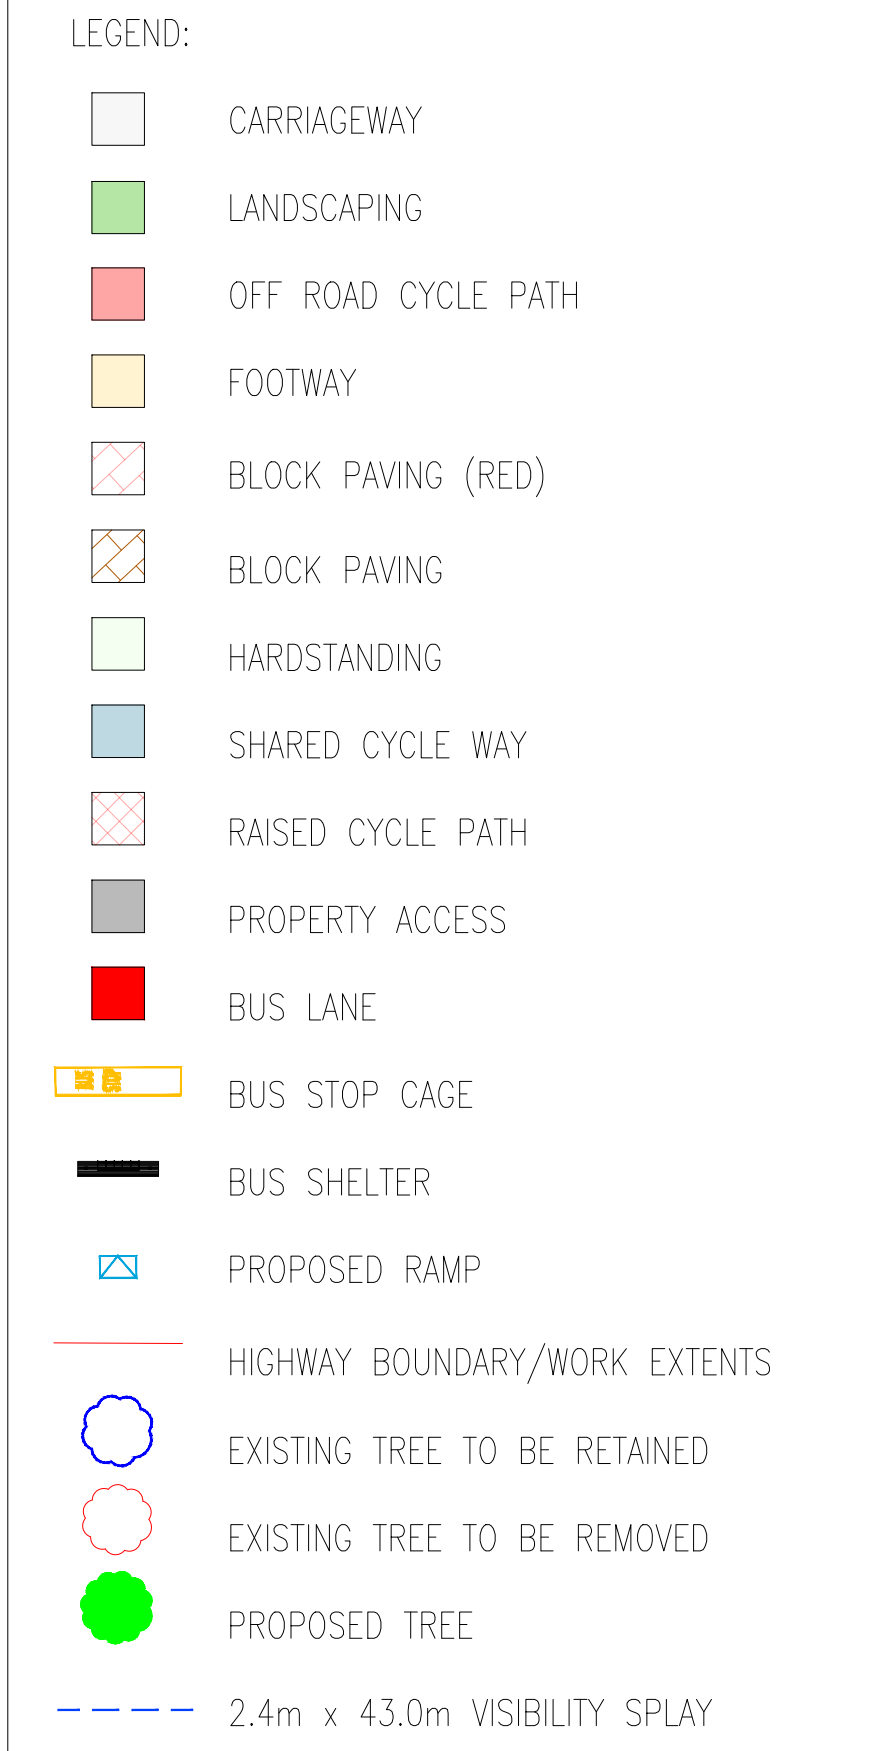 LEGEND:
CARRIAGEWAY
LANDSCAPING
OFF ROAD CYCLE PATH
FOOTWAY
BLOCK PAVING (RED)
BLOCK PAVING
HARDSTANDING
SHARED CYCLE WAY
RAISED CYCLE PATH
PROPERTY ACCESS
BUS LANE
BUS STOP CAGE
BUS SHELTER
PROPOSED RAMP
HIGHWAY BOUNDARY/WORK EXTENTS
EXISTING TREE TO BE RETAINED
EXISTING TREE TO BE REMOVED
PROPOSED TREE
2.4m x 43.0m VISIBILITY SPLAY